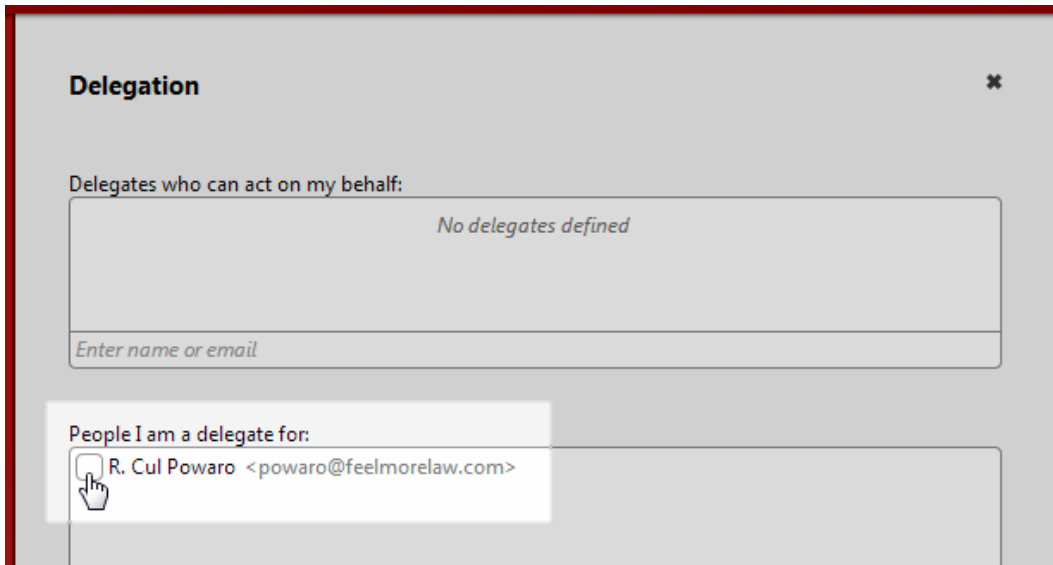 Delegation
Delegates who can act on my behalf:
No delegates defined
Enter name or email
People I am a delegate for:
R. Cul Powaro <powaro@feelmorelaw.com>